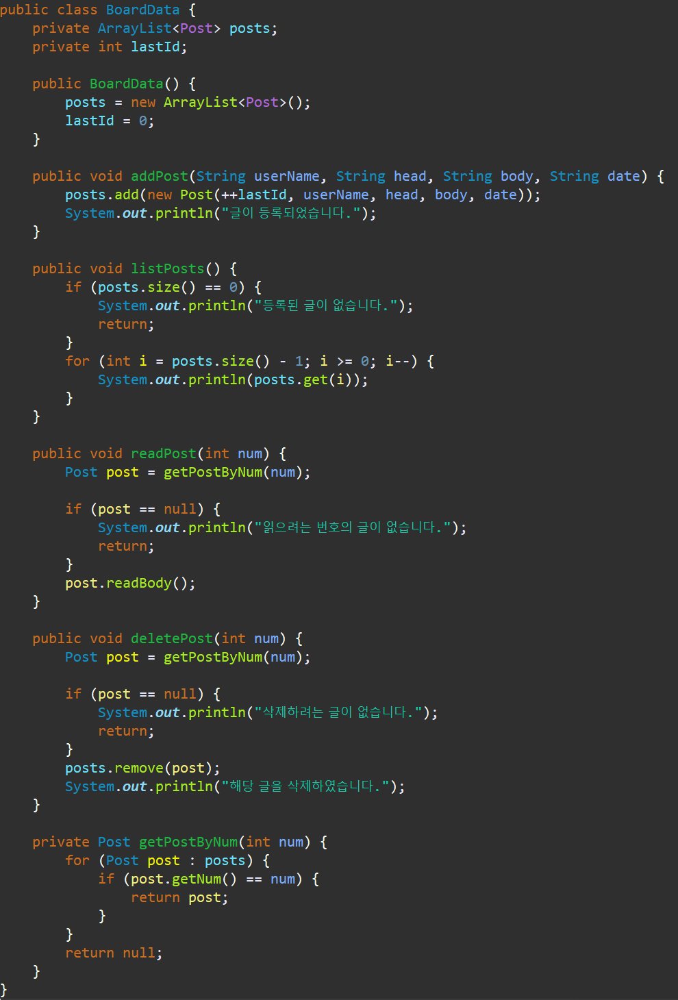 public class BoardData {
    private ArrayList<Post> posts;
    private int lastId;

    public BoardData() {
        posts = new ArrayList<Post>();
        lastId = 0;
    }

    public void addPost(String userName, String head, String body, String date) {
        posts.add(new Post(++lastId, userName, head, body, date));
        System.out.println("글이 등록되었습니다.");
    }

    public void listPosts() {
        if (posts.size() == 0) {
            System.out.println("등록된 글이 없습니다.");
            return;
        }
        for (int i = posts.size() - 1; i >= 0; i--) {
            System.out.println(posts.get(i));
        }
    }

    public void readPost(int num) {
        Post post = getPostByNum(num);

        if (post == null) {
            System.out.println("읽으려는 번호의 글이 없습니다.");
            return;
        }
        post.readBody();
    }

    public void deletePost(int num) {
        Post post = getPostByNum(num);

        if (post == null) {
            System.out.println("삭제하려는 글이 없습니다.");
            return;
        }
        posts.remove(post);
        System.out.println("해당 글을 삭제하였습니다.");
    }

    private Post getPostByNum(int num) {
        for (Post post : posts) {
            if (post.getNum() == num) {
                return post;
            }
        }
        return null;
    }
}